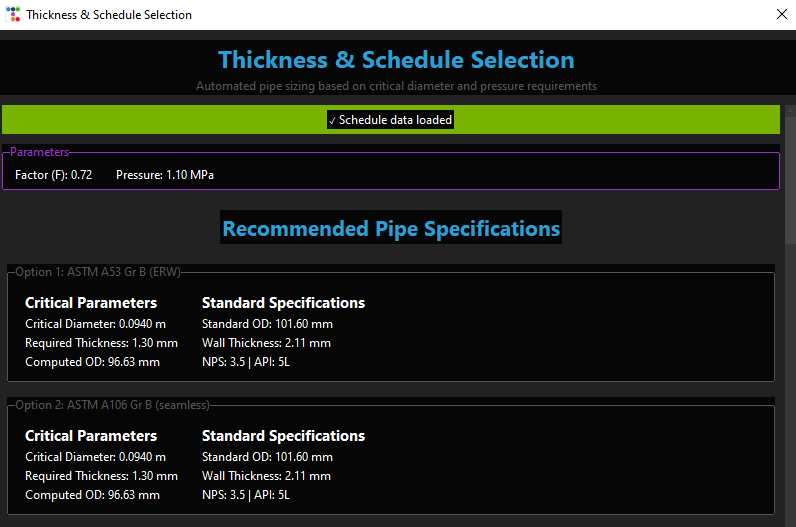 Thickness & Schedule Selection
Thickness & Schedule Selection
Automated pipe sizing based on critical diameter and pressure requirements
✓ Schedule data loaded
Parameters
Factor (F): 0.72 Pressure: 1.10 MPa
Recommended Pipe Specifications
Option 1: ASTM A53 Gr B (ERW)
Critical Parameters Standard Specifications
Critical Diameter: 0.0940 m Standard OD: 101.60 mm
Required Thickness: 1.30 mm Wall Thickness: 2.11 mm
Computed OD: 96.63 mm NPS: 3.5 | API: 5L
Option 2: ASTM A106 Gr B (seamless)
Critical Parameters Standard Specifications
Critical Diameter: 0.0940 m Standard OD: 101.60 mm
Required Thickness: 1.30 mm Wall Thickness: 2.11 mm
Computed OD: 96.63 mm NPS: 3.5 | API: 5L